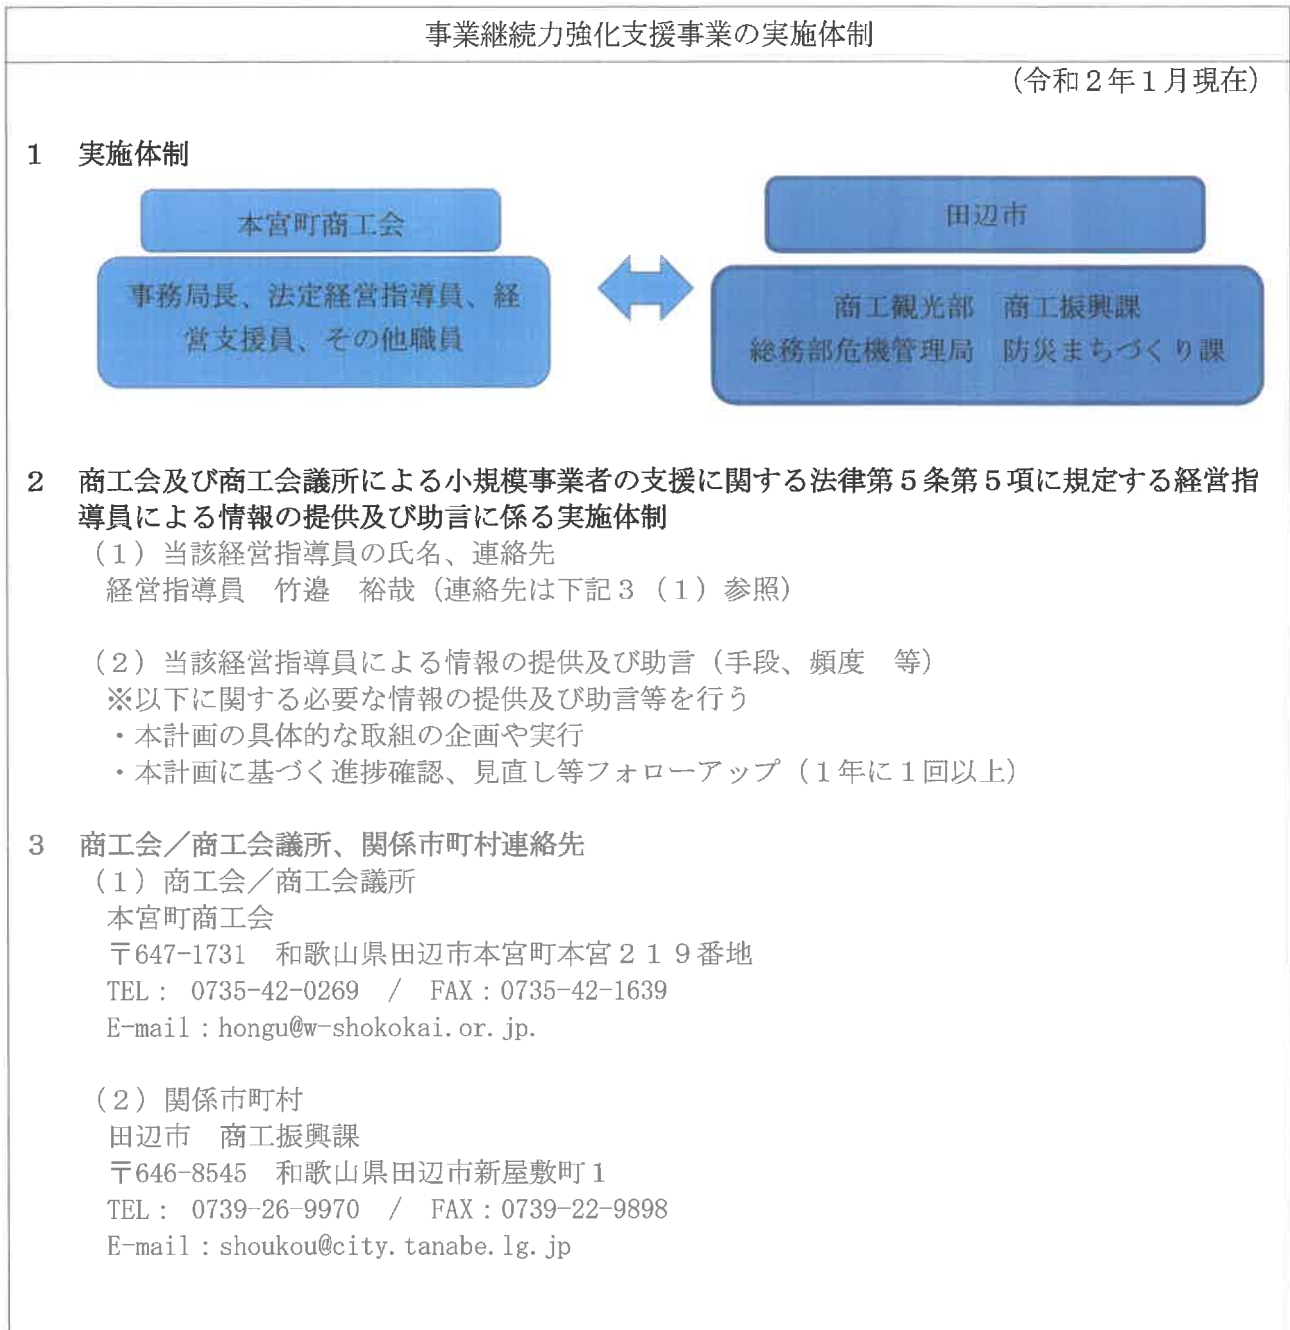 事業継続力強化支援事業の実施体制
(令和2年1月現在)
1 実施体制
本宮町商工会
事務局長、法定経営指導員、経
営支援員、その他職員
田辺市
商工観光部 商工振興課
総務部危機管理局 防災まちづくり課
2 商工会及び商工会議所による小規模事業者の支援に関する法律第5条第5項に規定する経営指
導員による情報の提供及び助言に係る実施体制
(1)当該経営指導員の氏名、連絡先
経営指導員 竹邉 裕哉(連絡先は下記3(1)参照)
(2)当該経営指導員による情報の提供及び助言(手段、頻度 等)
※以下に関する必要な情報の提供及び助言等を行う
・本計画の具体的な取組の企画や実行
・本計画に基づく進捗確認、見直し等フォローアップ(1年に1回以上)
3 商工会/商工会議所、関係市町村連絡先
(1)商工会/商工会議所
本宮町商工会
〒647-1731 和歌山県田辺市本宮町本宮219番地
TEL: 0735-42-0269 / FAX:0735-42-1639
E-mail:hongu@w-shokokai.or.jp.
(2)関係市町村
田辺市 商工振興課
〒646-8545 和歌山県田辺市新屋敷町1
TEL: 0739-26-9970 / FAX:0739-22-9898
E-mail:shoukou@city.tanabe.lg.jp